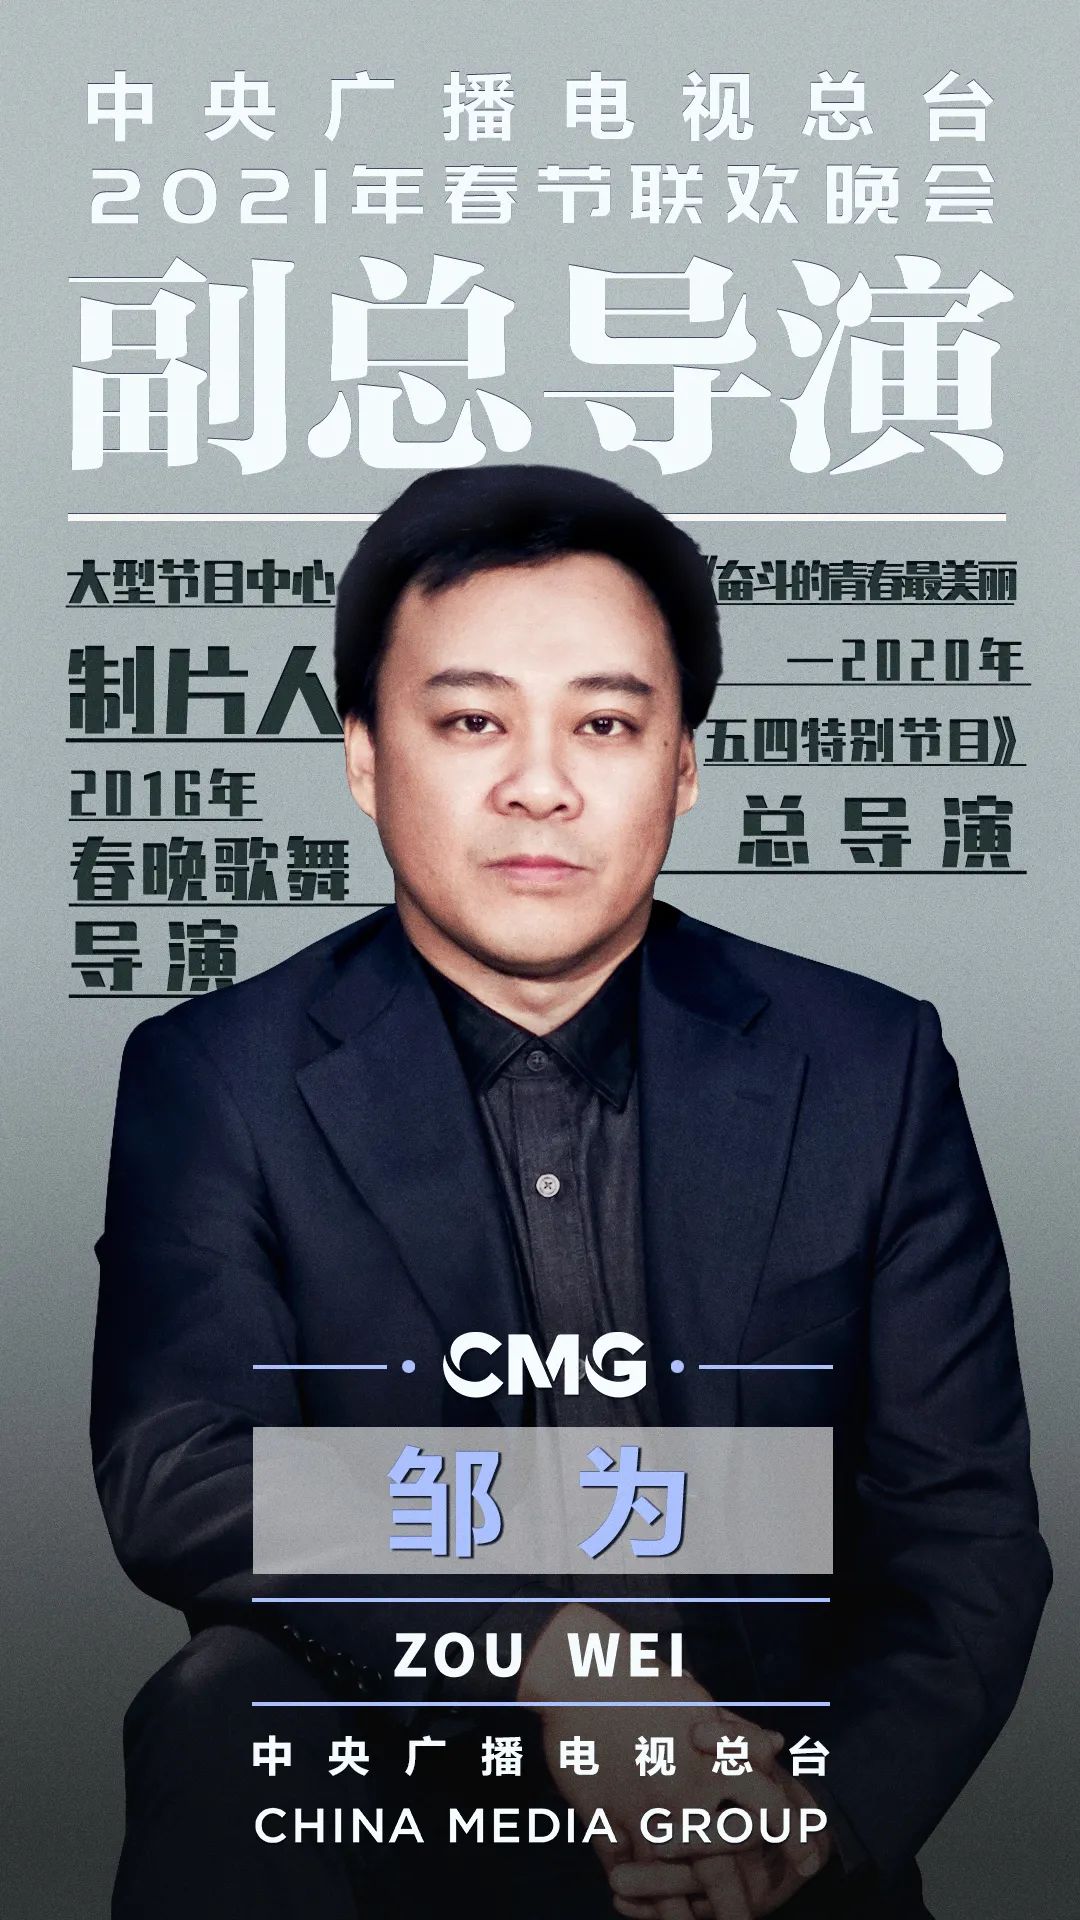 中央广播电视总台
2021年春节联欢晚会
副总导演
大型节目中心
制片人
2016年
春晚歌舞
导演
《奋斗的青春最美丽
—2020年
五四特别节目》
总导演
CMG
邹为
ZOU WEI
中央广播电视总台
CHINA MEDIA GROUP